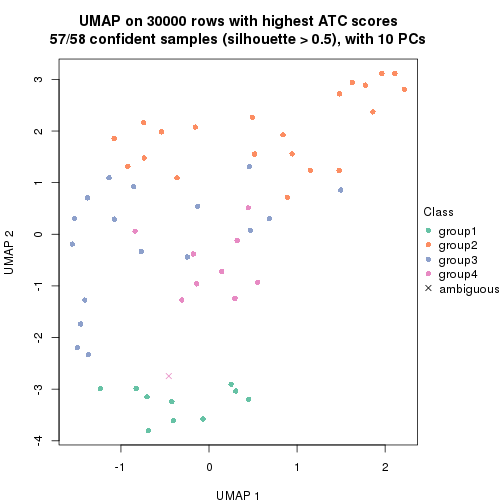 UMAP on 30000 rows with highest ATC scores
57/58 confident samples (silhouette > 0.5), with 10 PCs
3
2
1
0
-1
-2
-3
-4
UMAP 2
-1
0
1
2
UMAP 1
Class
group1
group2
group3
group4
ambiguous